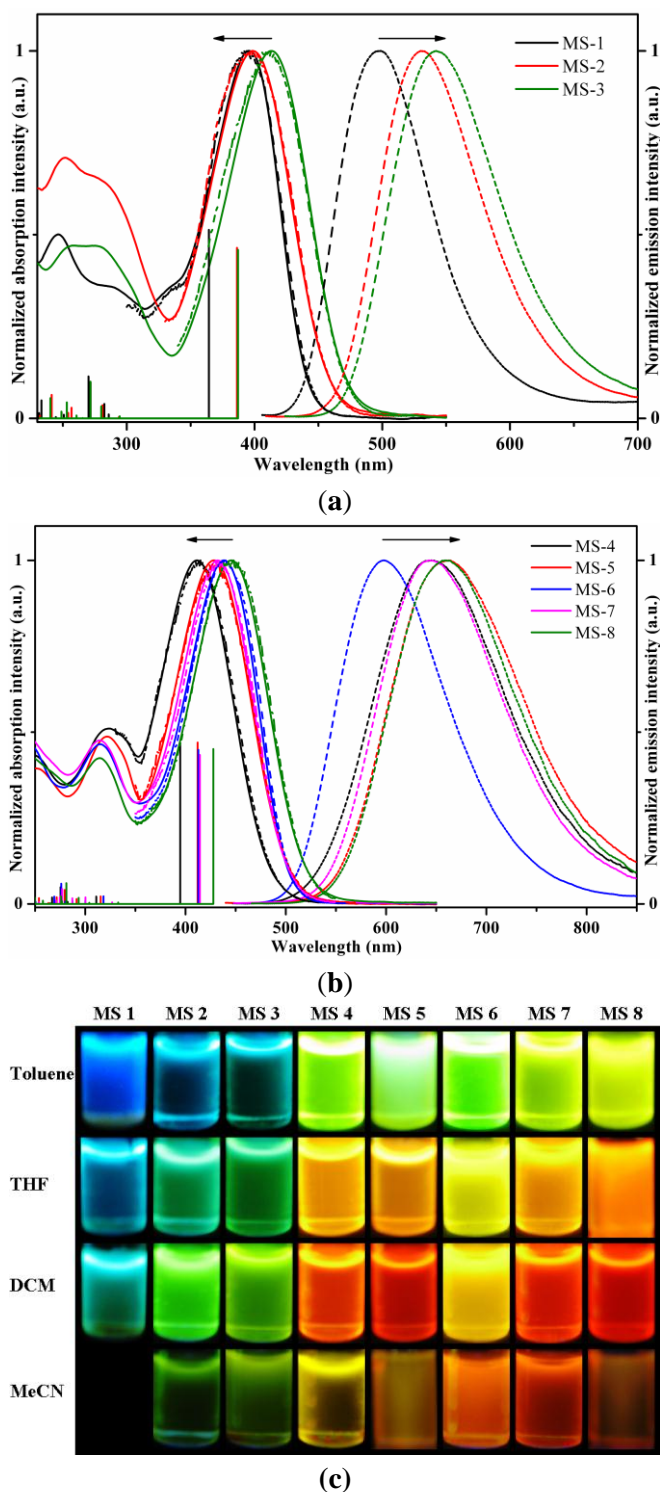 1
1
MS-1
MS-2
MS-3
Normalized absorption intensity (a.u.)
Normalized emission intensity (a.u.)
0
0
300
400
500
600
700
Wavelength (nm)
(a)
1
1
MS-4
MS-5
MS-6
MS-7
MS-8
Normalized absorption intensity (a.u.)
Normalized emission intensity (a.u.)
0
0
300
400
500
600
700
800
Wavelength (nm)
(b)
MS 1 MS 2 MS 3 MS 4 MS 5 MS 6 MS 7 MS 8
Toluene
THF
DCM
MeCN
(c)